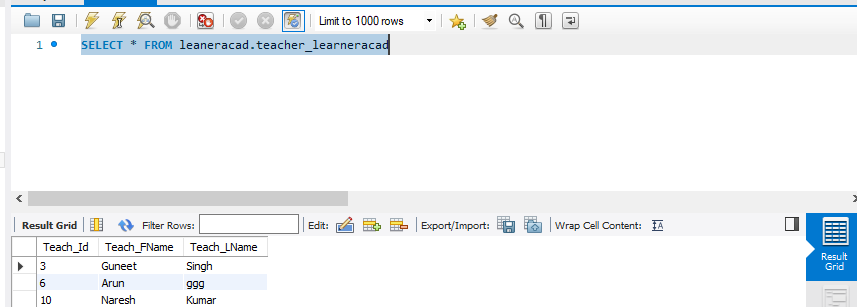 Limit to 1000 rows
1 SELECT * FROM leaneracad.teacher_learneracad
Result Grid Filter Rows: Edit: Export/Import: Wrap Cell Content: IA
Teach_Id Teach_FName Teach_LName
3 Guneet Singh
6 Arun ggg
10 Naresh Kumar
Result
Grid